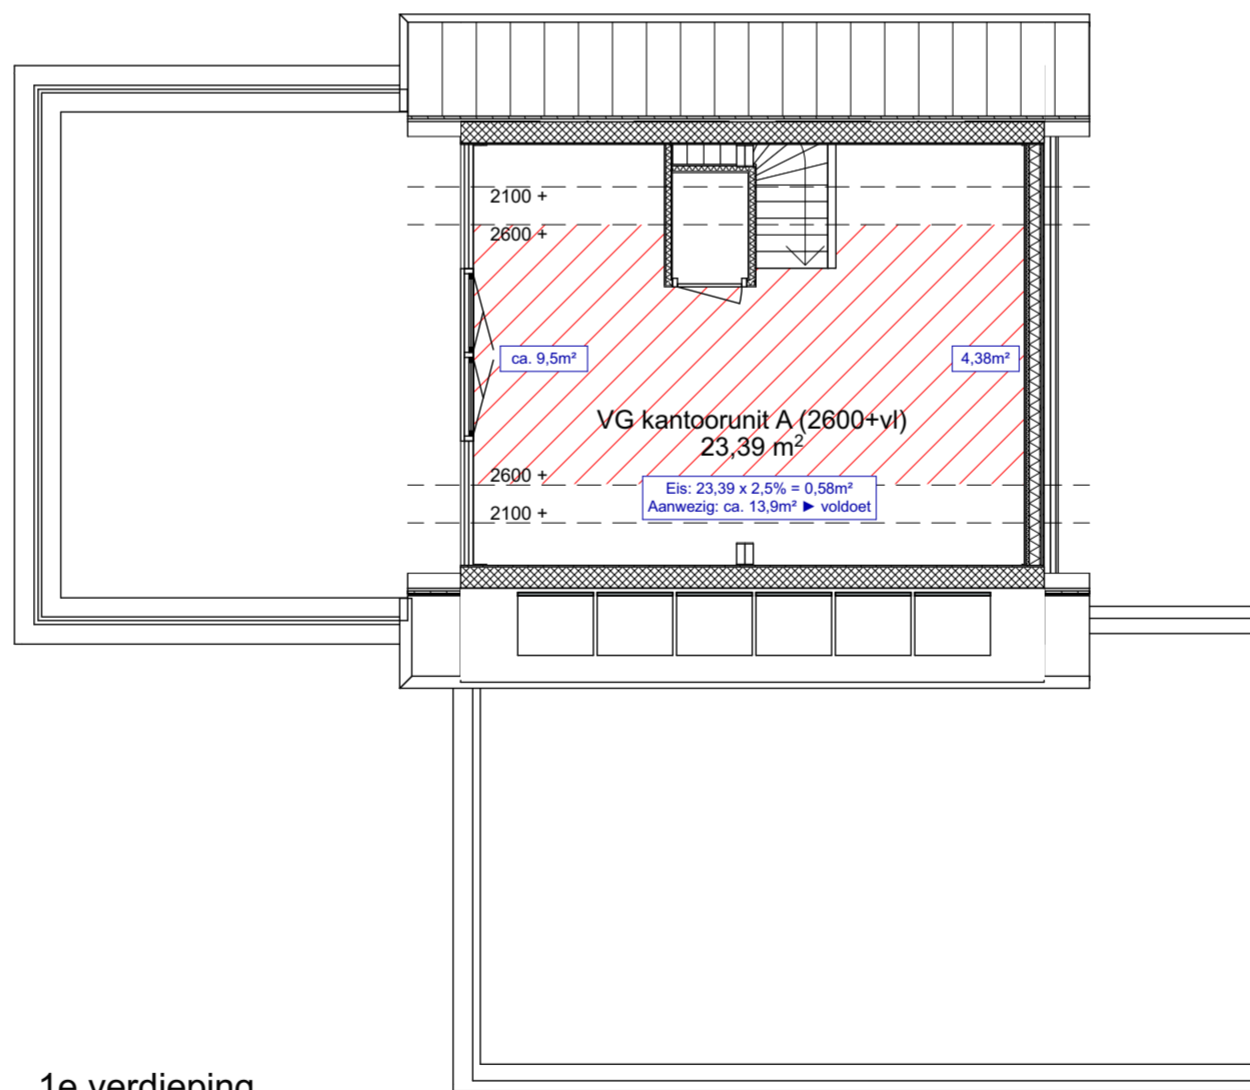 2100 +
2600 +
ca. 9,5m²
4,38m²
VG kantoorunit A (2600+vl)
23,39 m²
2600 +
Eis: 23,39 x 2,5% = 0,58m²
Aanwezig: ca. 13,9m² ► voldoet
2100 +
1e verdieping